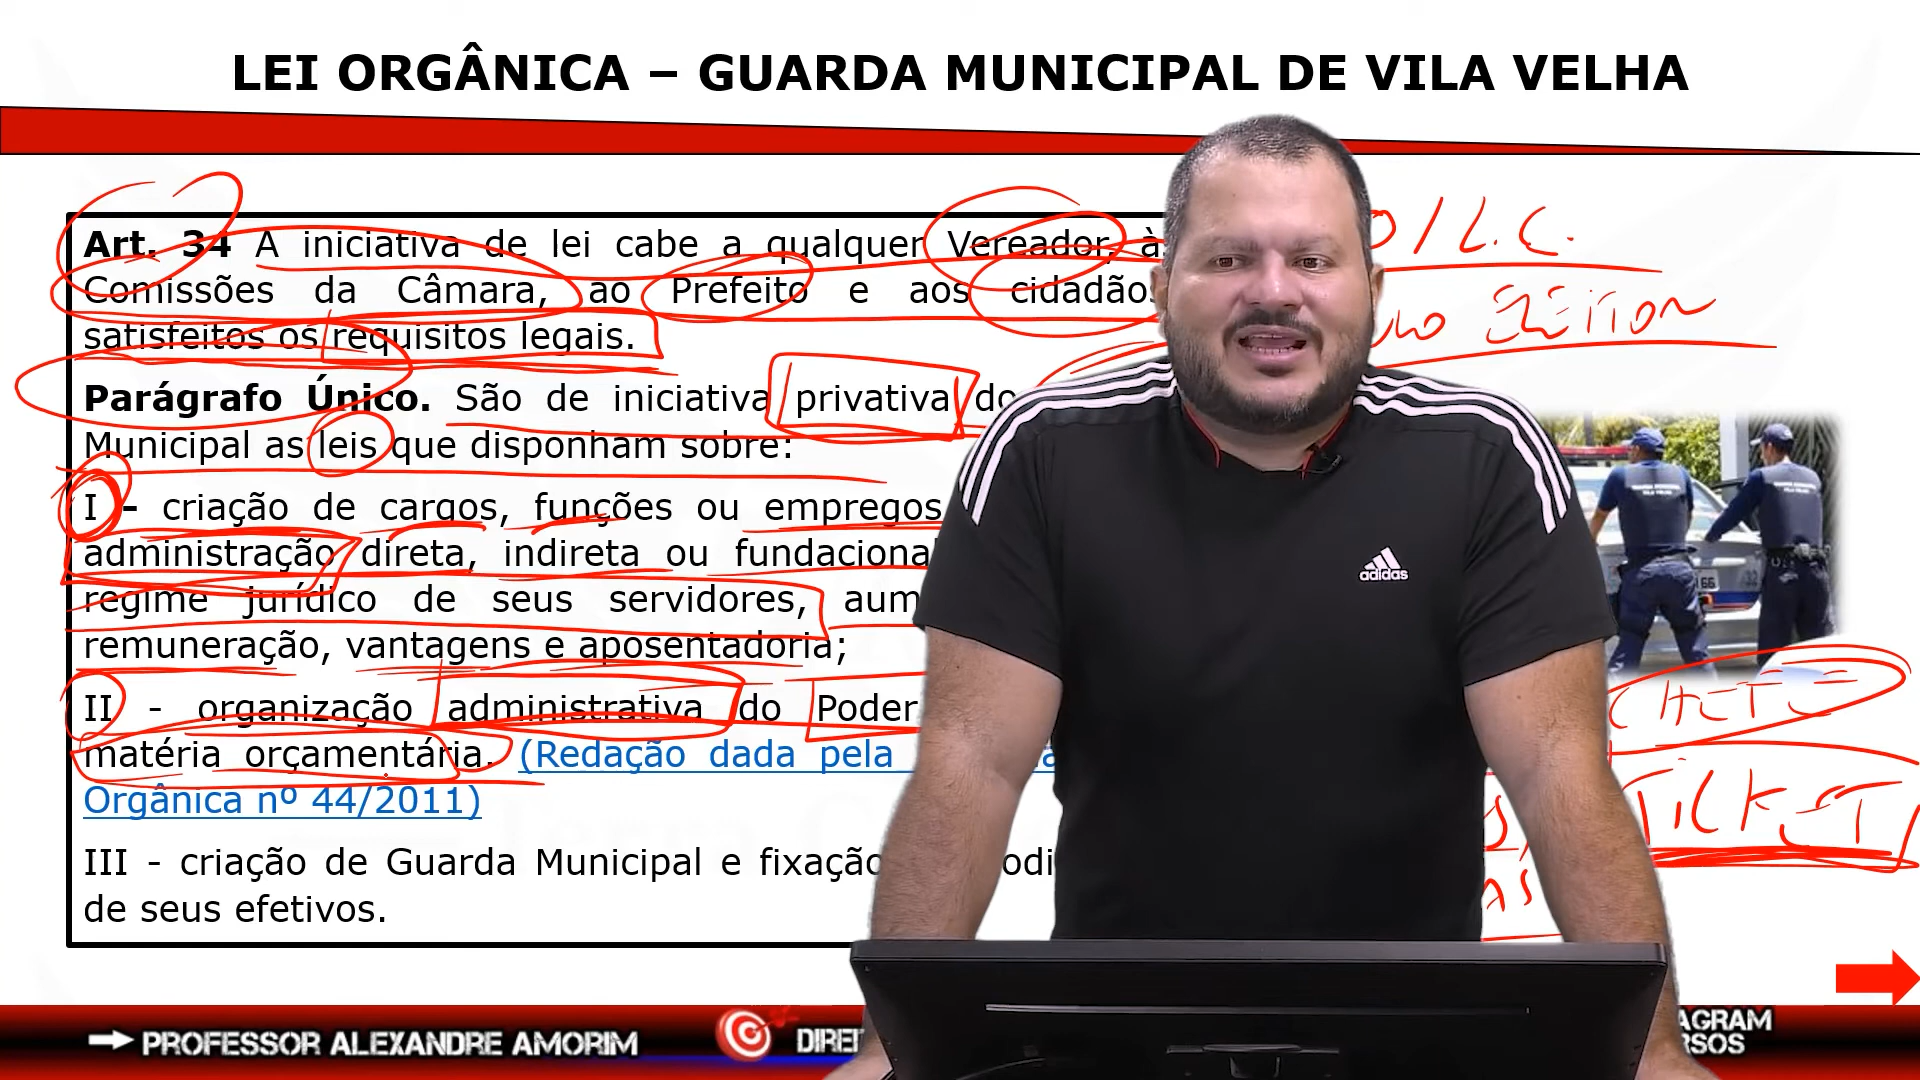 LEI ORGÂNICA – GUARDA MUNICIPAL DE VILA VELHA
Art. 34 A iniciativa de lei cabe a qualquer Vereador, às
Comissões da Câmara, ao Prefeito e aos cidadãos
satisfeitos os requisitos legais.
Parágrafo Único. São de iniciativa privativa do
Municipal as leis que disponham sobre:
I - criação de cargos, funções ou empregos
administração direta, indireta ou fundacional
regime jurídico de seus servidores,
remuneração, vantagens e aposentadoria;
II - organização administrativa do Poder
matéria orçamentária. (Redação dada pela
Orgânica nº 44/2011)
III - criação de Guarda Municipal e fixação
de seus efetivos.
/ L.C.
TICKET
adidas
PROFESSOR ALEXANDRE AMORIM